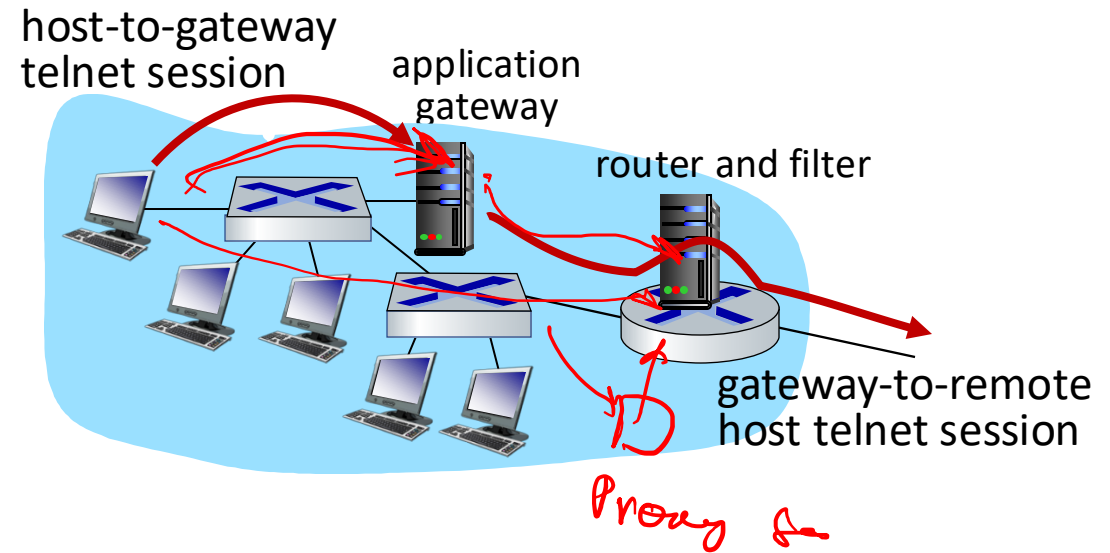 host-to-gateway
telnet session
application
gateway
router and filter
gateway-to-remote
host telnet session
Proxy